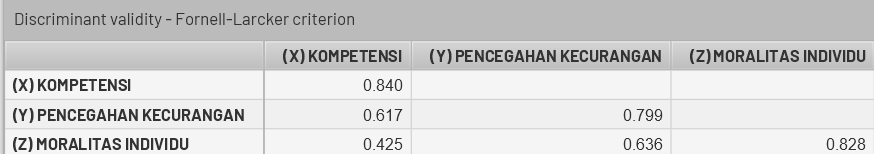 Discriminant validity - Fornell-Larcker criterion
(X) KOMPETENSI (Y) PENCEGAHAN KECURANGAN (Z) MORALITAS INDIVIDU
(X) KOMPETENSI 0.840
(Y) PENCEGAHAN KECURANGAN 0.617 0.799
(Z) MORALITAS INDIVIDU 0.425 0.636 0.828